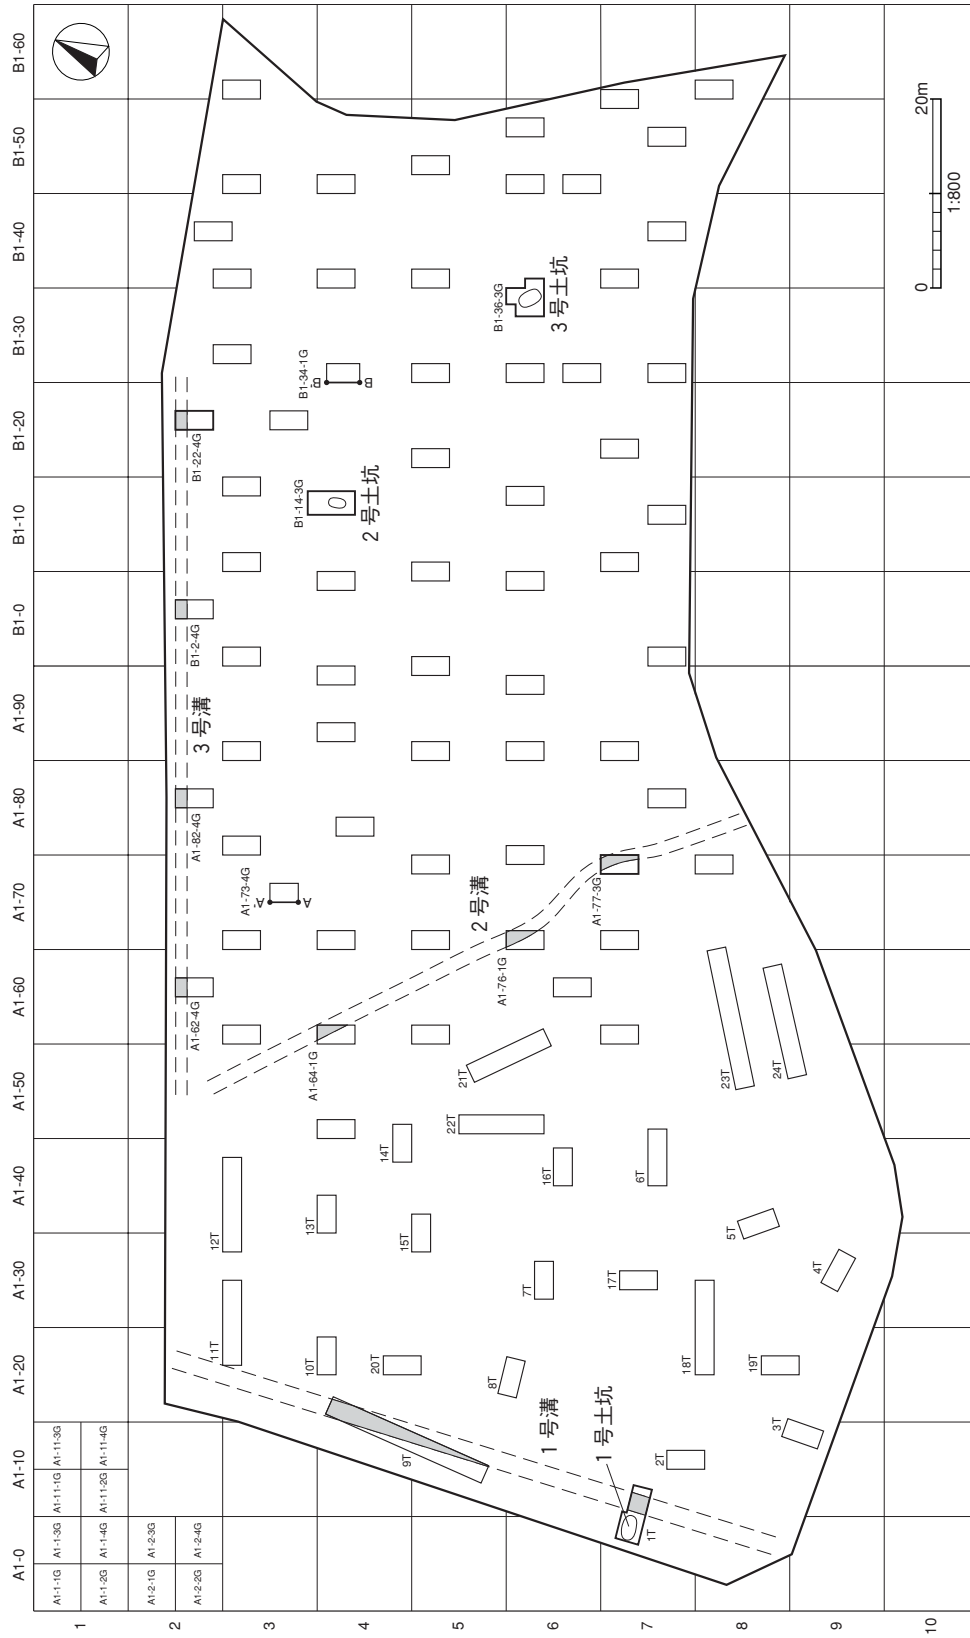 B1-60
B1-50
B1-40
B1-30
B1-20
B1-10
B1-0
A1-90
A1-80
A1-70
A1-60
A1-50
A1-40
A1-30
A1-20
A1-10
A1-0
1
2
3
4
5
6
7
8
9
10
A1-1-1G
A1-1-3G
A1-11-1G
A1-11-3G
A1-1-2G
A1-1-4G
A1-11-2G
A1-11-4G
A1-2-1G
A1-2-3G
A1-2-2G
A1-2-4G
0
20m
1:800
B1-36-3G
3号土坑
B1-34-1G
B
B'
B1-22-4G
B1-14-3G
2号土坑
B1-2-4G
3号溝
A1-82-4G
A1-73-4G
A
A'
2号溝
A1-77-3G
A1-76-1G
A1-62-4G
A1-64-1G
21T
22T
23T
24T
14T
16T
6T
12T
13T
15T
5T
7T
17T
4T
11T
10T
20T
8T
18T
19T
9T
1号溝
1号土坑
2T
3T
1T